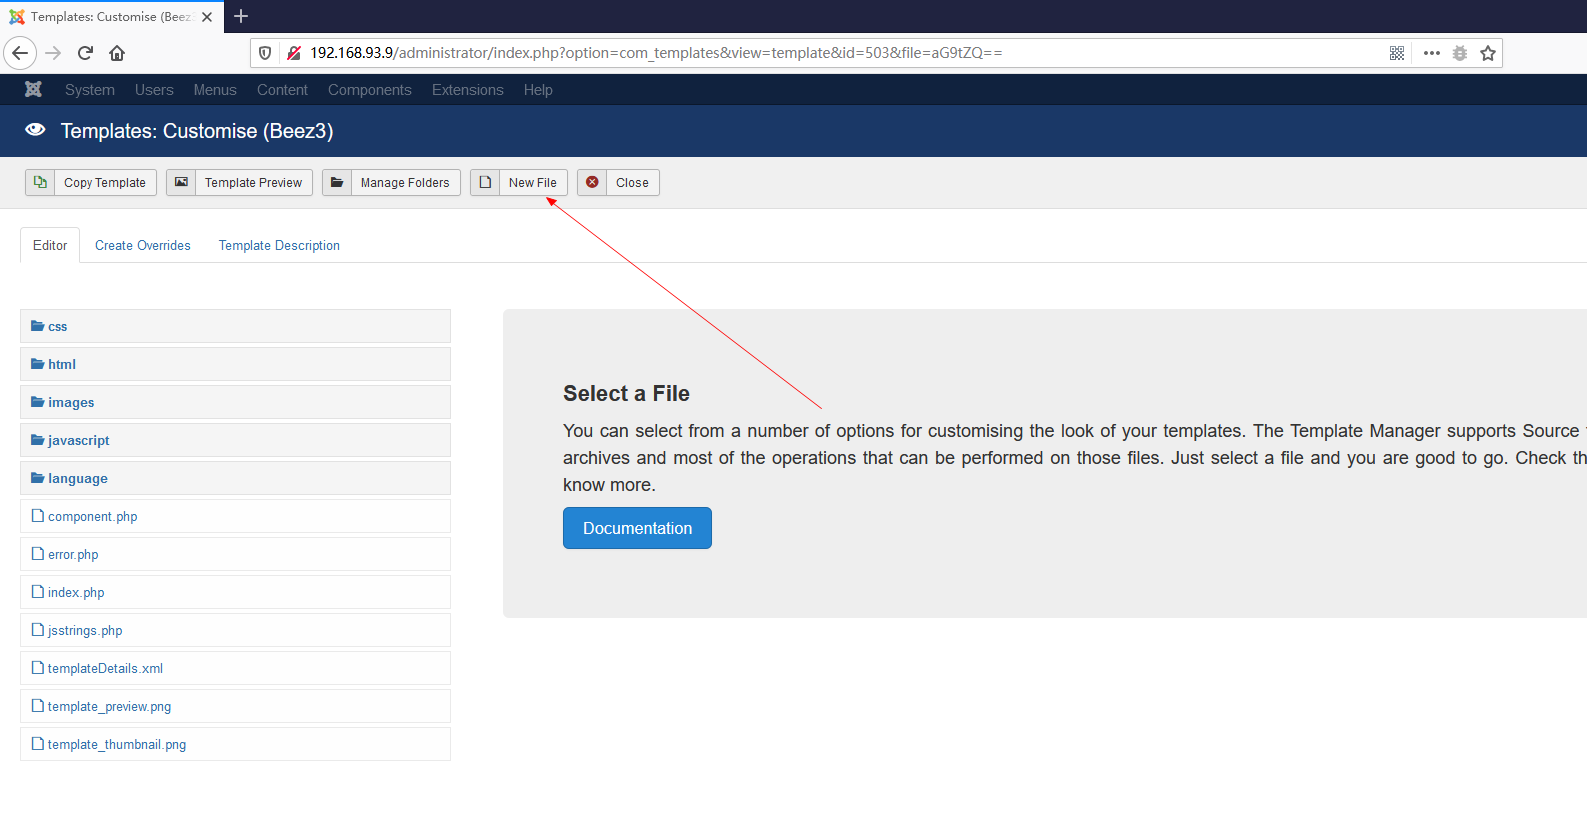 Templates: Customise (Beez3
192.168.93.9/administrator/index.php?option=com_templates&view=template&id=503&file=aG9tZQ==
System Users Menus Content Components Extensions Help
Templates: Customise (Beez3)
Copy Template Template Preview Manage Folders New File Close
Editor Create Overrides Template Description
css
html
images
javascript
language
component.php
error.php
index.php
jsstrings.php
templateDetails.xml
template_preview.png
template_thumbnail.png
Select a File
You can select from a number of options for customising the look of your templates. The Template Manager supports Source
archives and most of the operations that can be performed on those files. Just select a file and you are good to go. Check th
know more.
Documentation